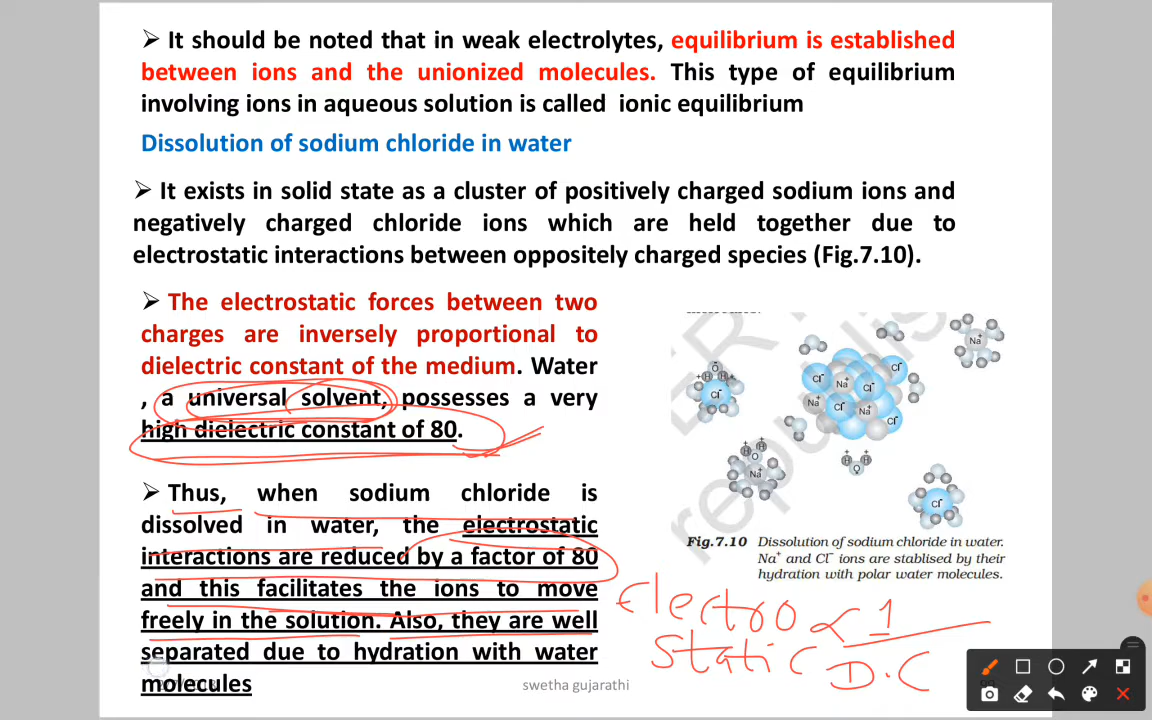 ➢ It should be noted that in weak electrolytes, equilibrium is established
between ions and the unionized molecules. This type of equilibrium
involving ions in aqueous solution is called ionic equilibrium
Dissolution of sodium chloride in water
➢ It exists in solid state as a cluster of positively charged sodium ions and
negatively charged chloride ions which are held together due to
electrostatic interactions between oppositely charged species (Fig.7.10).
➢ The electrostatic forces between two
charges are inversely proportional to
dielectric constant of the medium. Water
, a universal solvent, possesses a very
high dielectric constant of 80.
➢ Thus, when sodium chloride is
dissolved in water, the electrostatic
interactions are reduced by a factor of 80
and this facilitates the ions to move
freely in the solution. Also, they are well
separated due to hydration with water
molecules
Fig.7.10 Dissolution of sodium chloride in water.
Na⁺ and Cl⁻ ions are stablised by their
hydration with polar water molecules.
Electro ∝ 1
Static D.C
swetha gujarathi